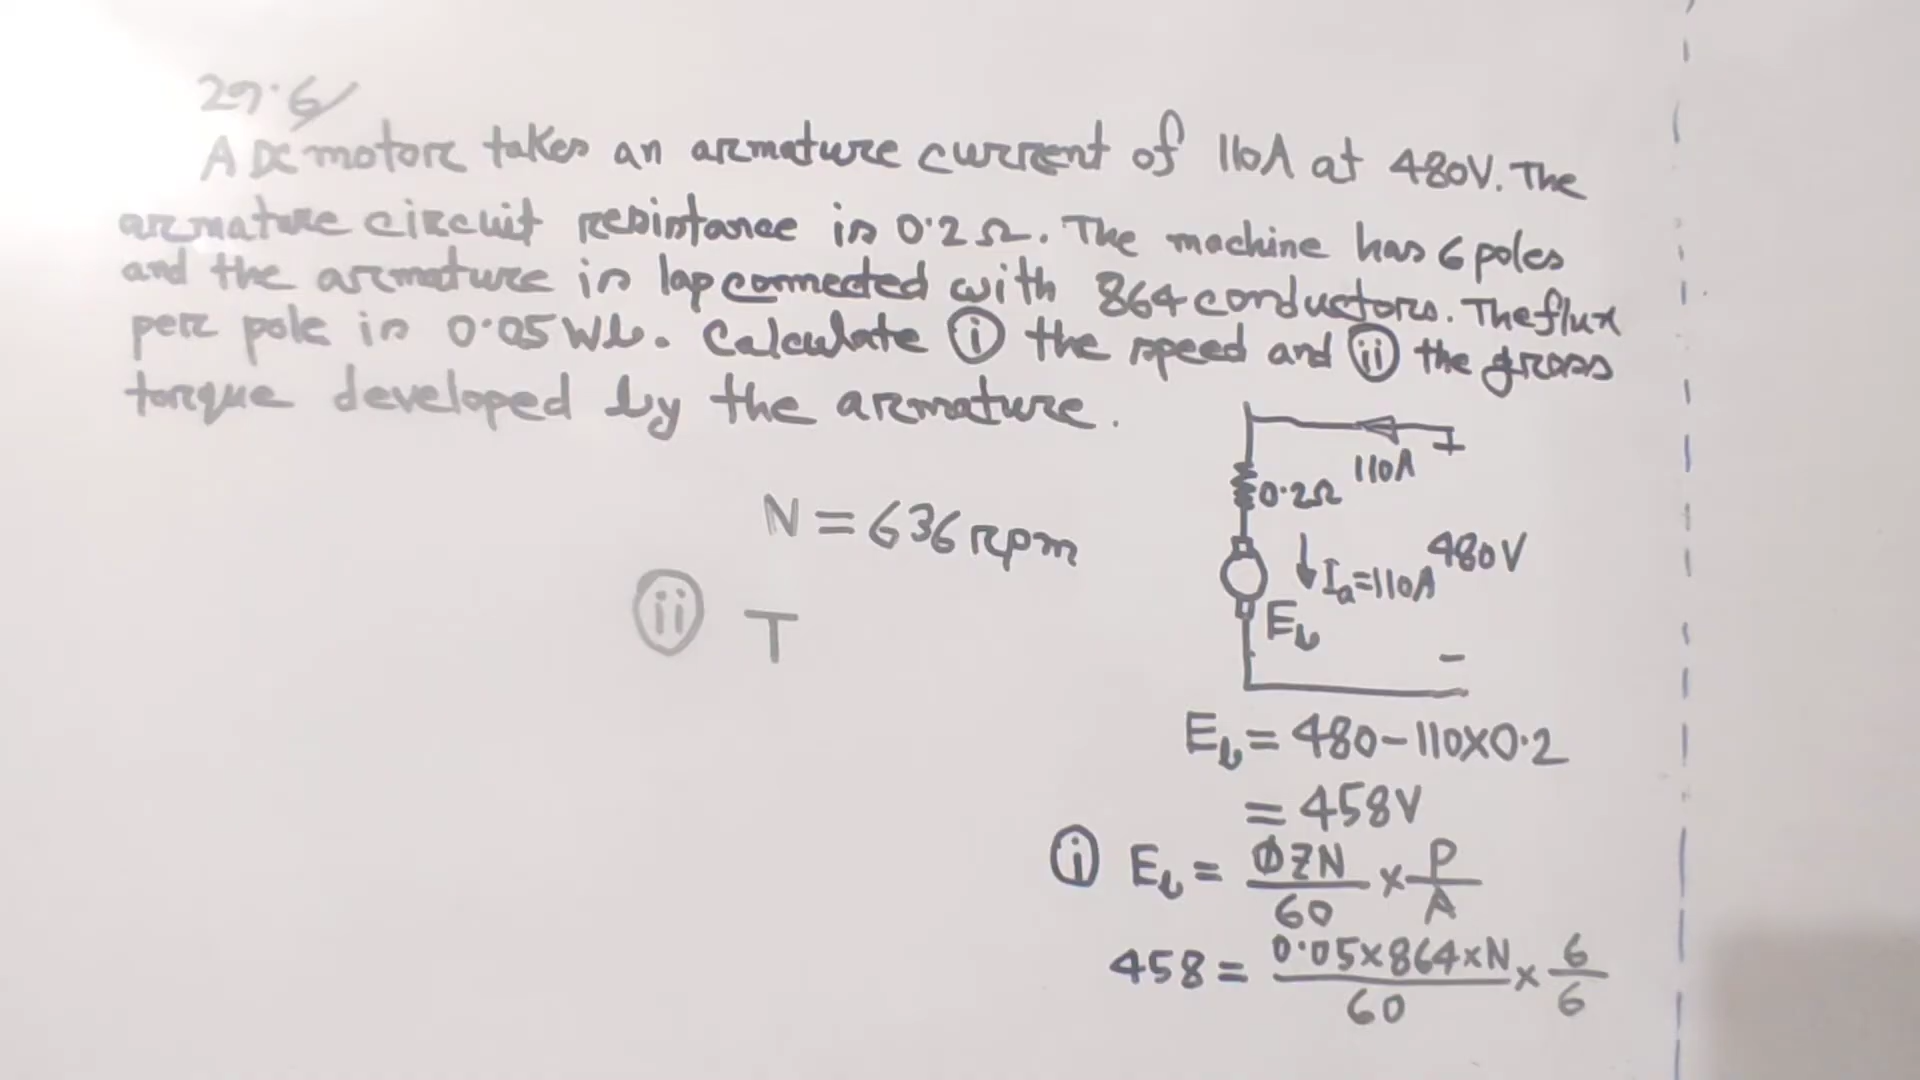 29.6/
A DC motor takes an armature current of 110A at 480V. The
armature circuit resistance is 0.2Ω. The machine has 6 poles
and the armature is lap connected with 864 conductors. The flux
per pole is 0.05 Wb. Calculate (i) the speed and (ii) the gross
torque developed by the armature.
N = 636 rpm
(ii) T
110A
0.2Ω
480V
Ia=110A
Eb
−
Eb = 480−110×0.2
= 458V
(i) Eb = ØZN/60 × P/A
458 = 0.05×864×N/60 × 6/6